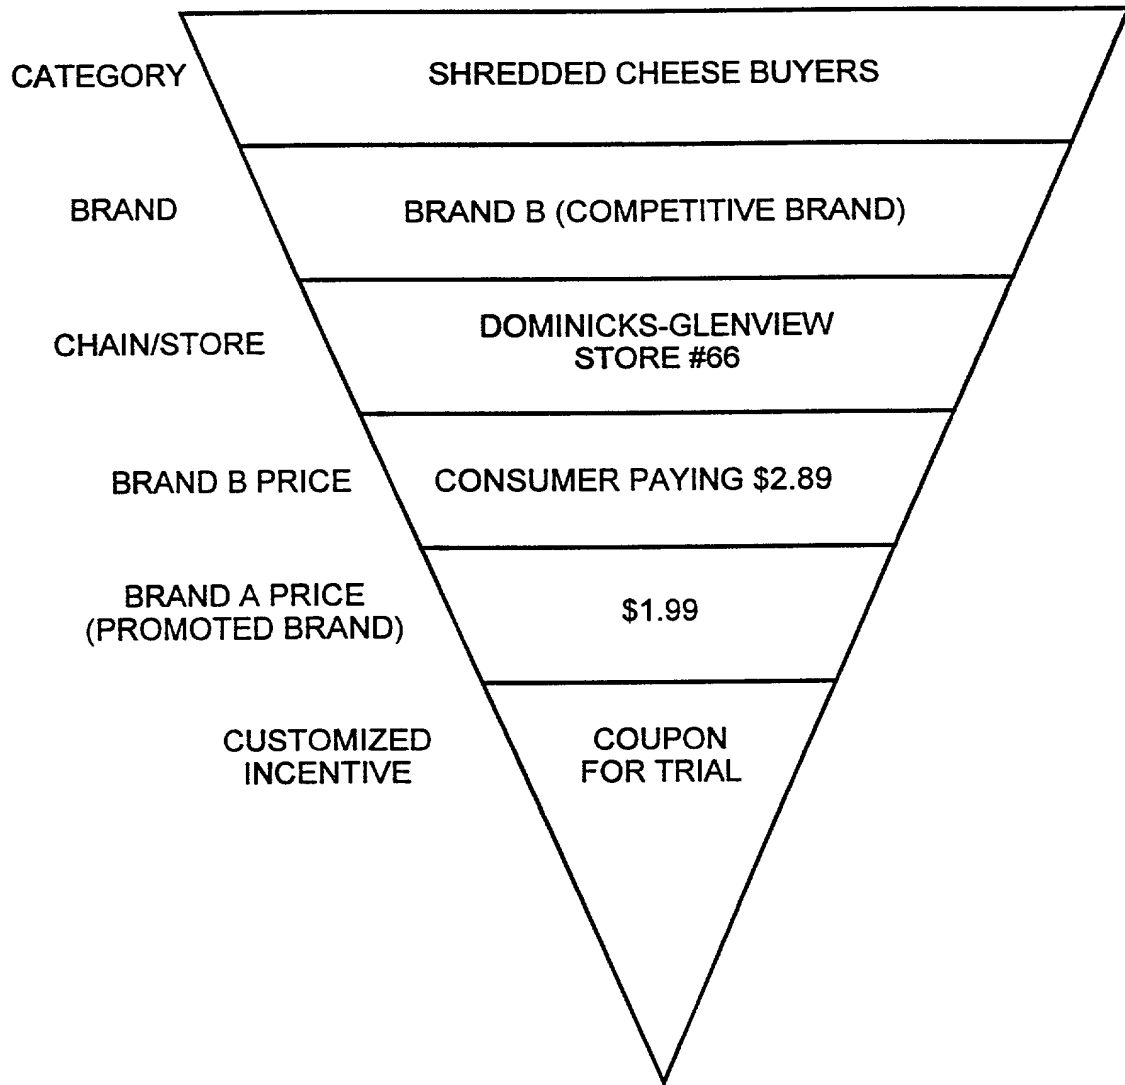 CATEGORY
SHREDDED CHEESE BUYERS
BRAND
BRAND B (COMPETITIVE BRAND)
CHAIN/STORE
DOMINICKS-GLENVIEW
STORE #66
BRAND B PRICE
CONSUMER PAYING $2.89
BRAND A PRICE
(PROMOTED BRAND)
$1.99
CUSTOMIZED
INCENTIVE
COUPON
FOR TRIAL